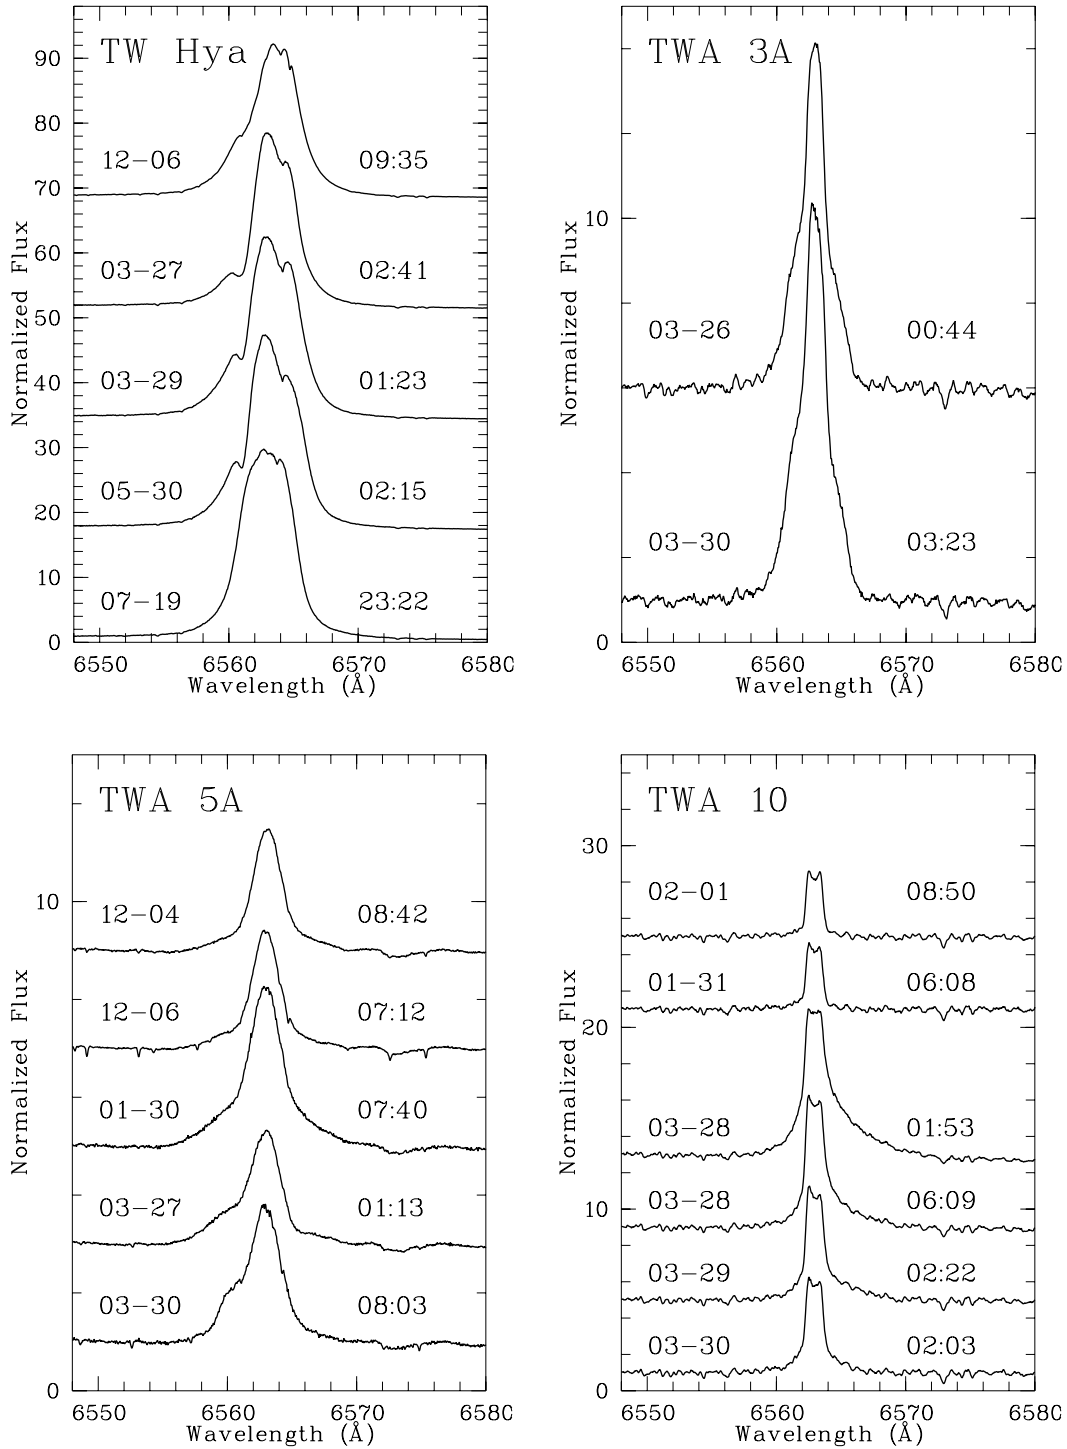 TW Hya
90
80
70
60
50
40
30
20
10
0
12-06 09:35
03-27 02:41
03-29 01:23
05-30 02:15
07-19 23:22
Normalized Flux
6550 6560 6570 6580
Wavelength (Å)
TWA 3A
10
0
03-26 00:44
03-30 03:23
Normalized Flux
6550 6560 6570 6580
Wavelength (Å)
TWA 5A
10
0
12-04 08:42
12-06 07:12
01-30 07:40
03-27 01:13
03-30 08:03
Normalized Flux
6550 6560 6570 6580
Wavelength (Å)
TWA 10
30
20
10
0
02-01 08:50
01-31 06:08
03-28 01:53
03-28 06:09
03-29 02:22
03-30 02:03
Normalized Flux
6550 6560 6570 6580
Wavelength (Å)